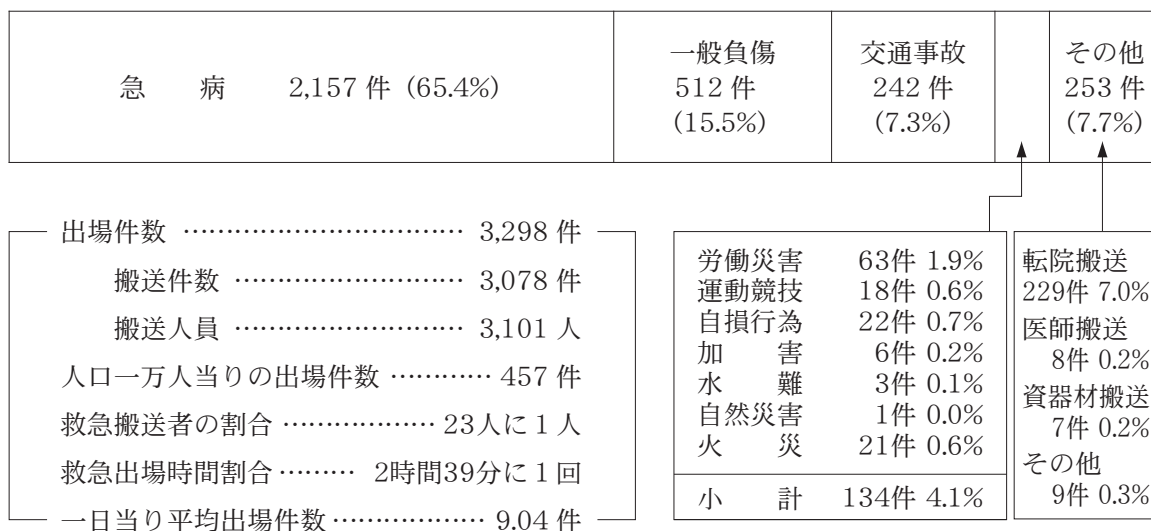 急 病 2,157 件 (65.4%)
一般負傷
512 件
(15.5%)
交通事故
242 件
(7.3%)
その他
253 件
(7.7%)
出場件数 …………………………… 3,298 件
搬送件数 ……………………… 3,078 件
搬送人員 ……………………… 3,101 人
人口一万人当りの出場件数 ………… 457 件
救急搬送者の割合 ……………… 23人に 1 人
救急出場時間割合 ……… 2時間39分に 1 回
一日当り平均出場件数 ……………… 9.04 件
労働災害 63件 1.9%
運動競技 18件 0.6%
自損行為 22件 0.7%
加 害 6件 0.2%
水 難 3件 0.1%
自然災害 1件 0.0%
火 災 21件 0.6%
小 計 134件 4.1%
転院搬送
229件 7.0%
医師搬送
8件 0.2%
資器材搬送
7件 0.2%
その他
9件 0.3%